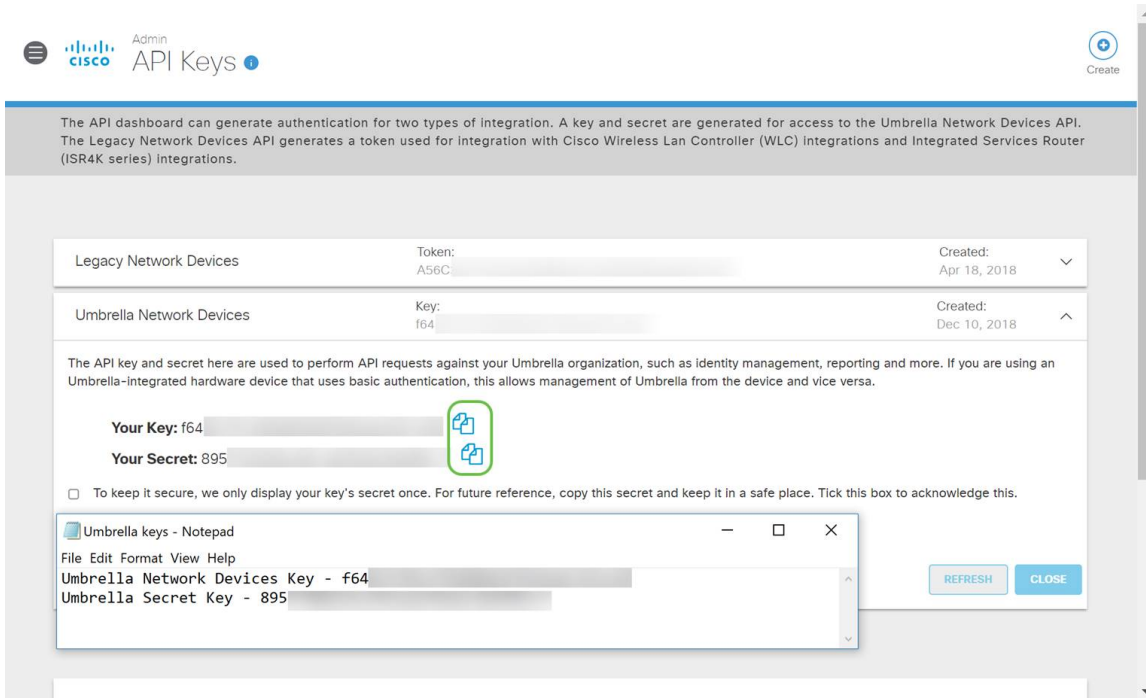 Admin
cisco API Keys
Create
The API dashboard can generate authentication for two types of integration. A key and secret are generated for access to the Umbrella Network Devices API.
The Legacy Network Devices API generates a token used for integration with Cisco Wireless Lan Controller (WLC) integrations and Integrated Services Router
(ISR4K series) integrations.
Legacy Network Devices
Token:
A56C
Created:
Apr 18, 2018
Umbrella Network Devices
Key:
f64
Created:
Dec 10, 2018
The API key and secret here are used to perform API requests against your Umbrella organization, such as identity management, reporting and more. If you are using an
Umbrella-integrated hardware device that uses basic authentication, this allows management of Umbrella from the device and vice versa.
Your Key: f64
Your Secret: 895
To keep it secure, we only display your key's secret once. For future reference, copy this secret and keep it in a safe place. Tick this box to acknowledge this.
Umbrella keys - Notepad
File Edit Format View Help
Umbrella Network Devices Key - f64
Umbrella Secret Key - 895
REFRESH CLOSE